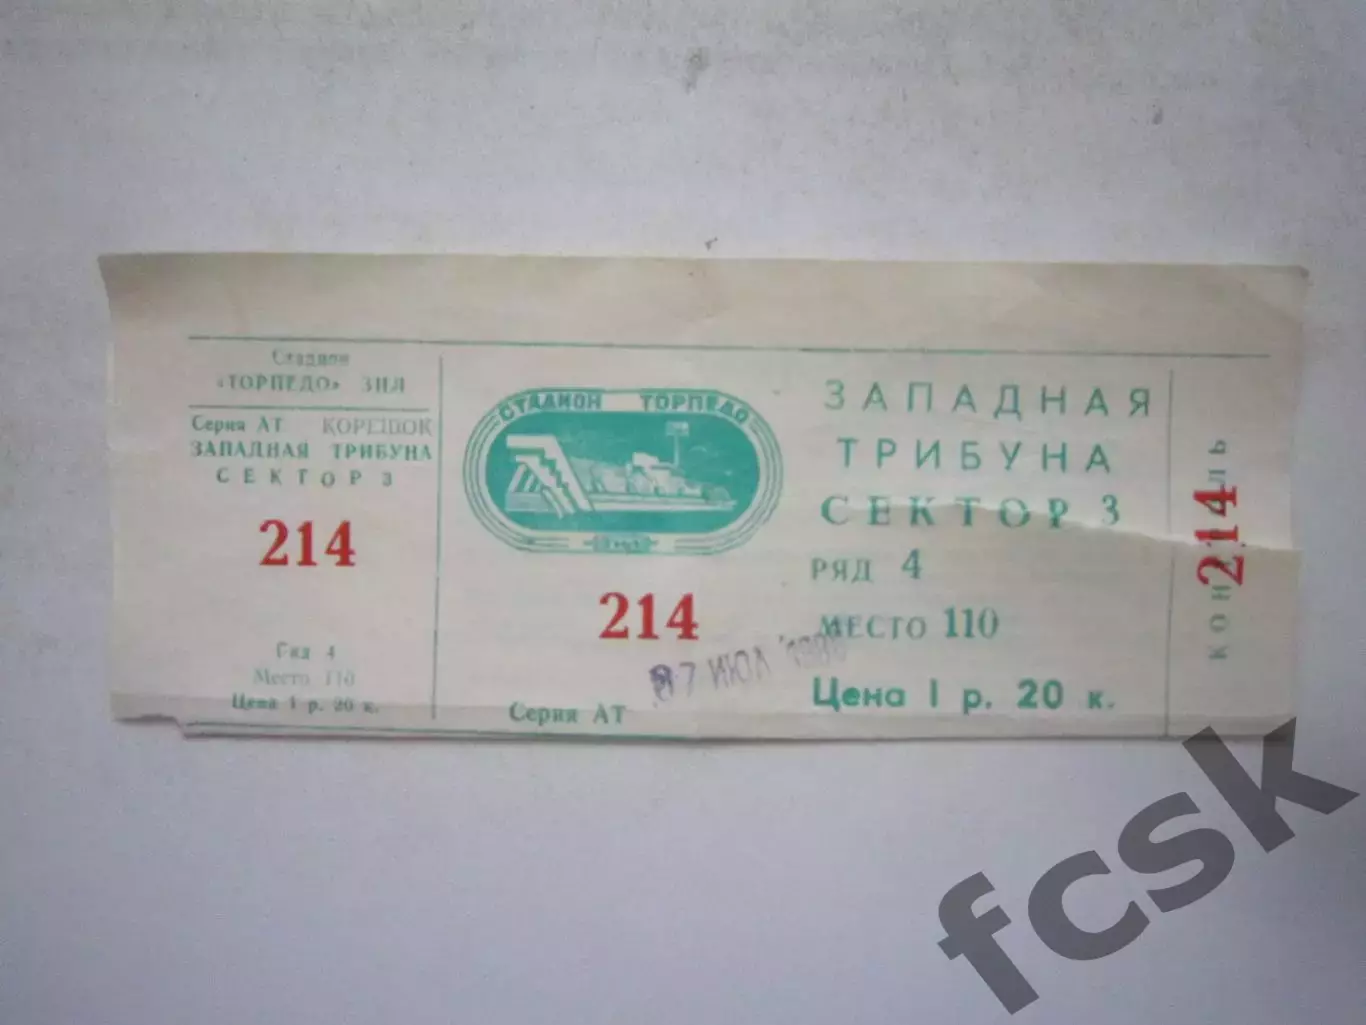 Стадион
«ТОРПЕДО» ЗИЛ
Серия АТ КОРЕШОК
ЗАПАДНАЯ ТРИБУНА
СЕКТОР 3
214
Ряд 4
Место 110
Цена 1 р. 20 к.
СТАДИОН ТОРПЕДО
214
Серия АТ
ИЮЛ
ЗАПАДНАЯ
ТРИБУНА
СЕКТОР 3
РЯД 4
МЕСТО 110
Цена 1 р. 20 к.
214
fcsk